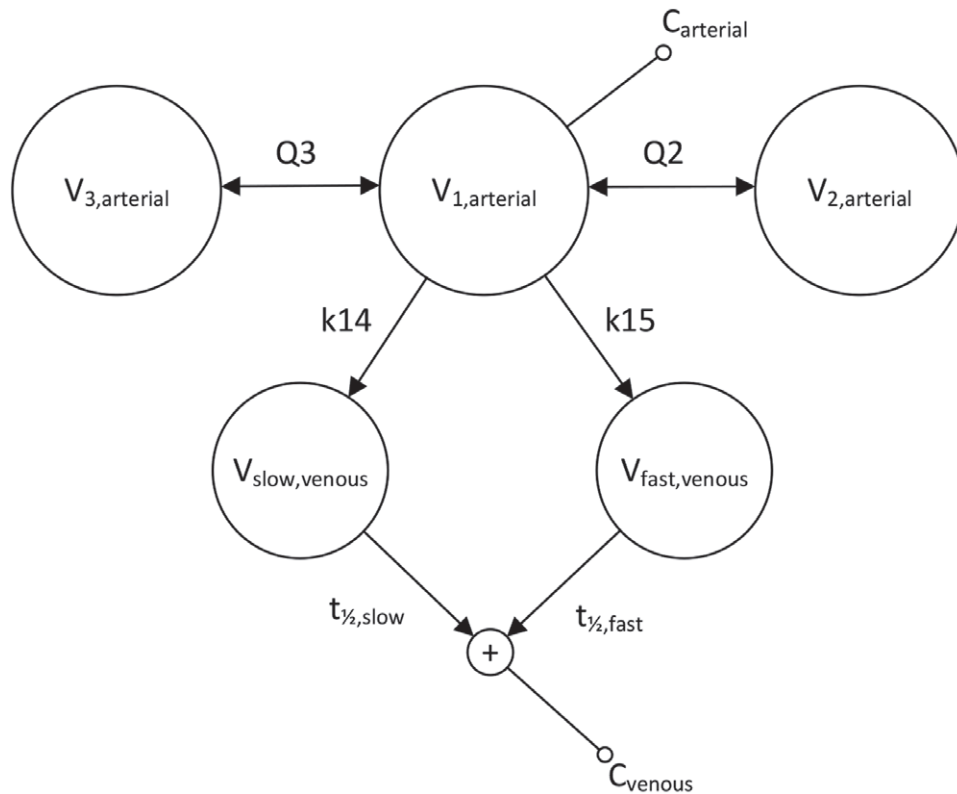 C arterial
Q3
Q2
V3,arterial
V1,arterial
V2,arterial
k14
k15
Vslow,venous
Vfast,venous
t½,slow
t½,fast
+
Cvenous